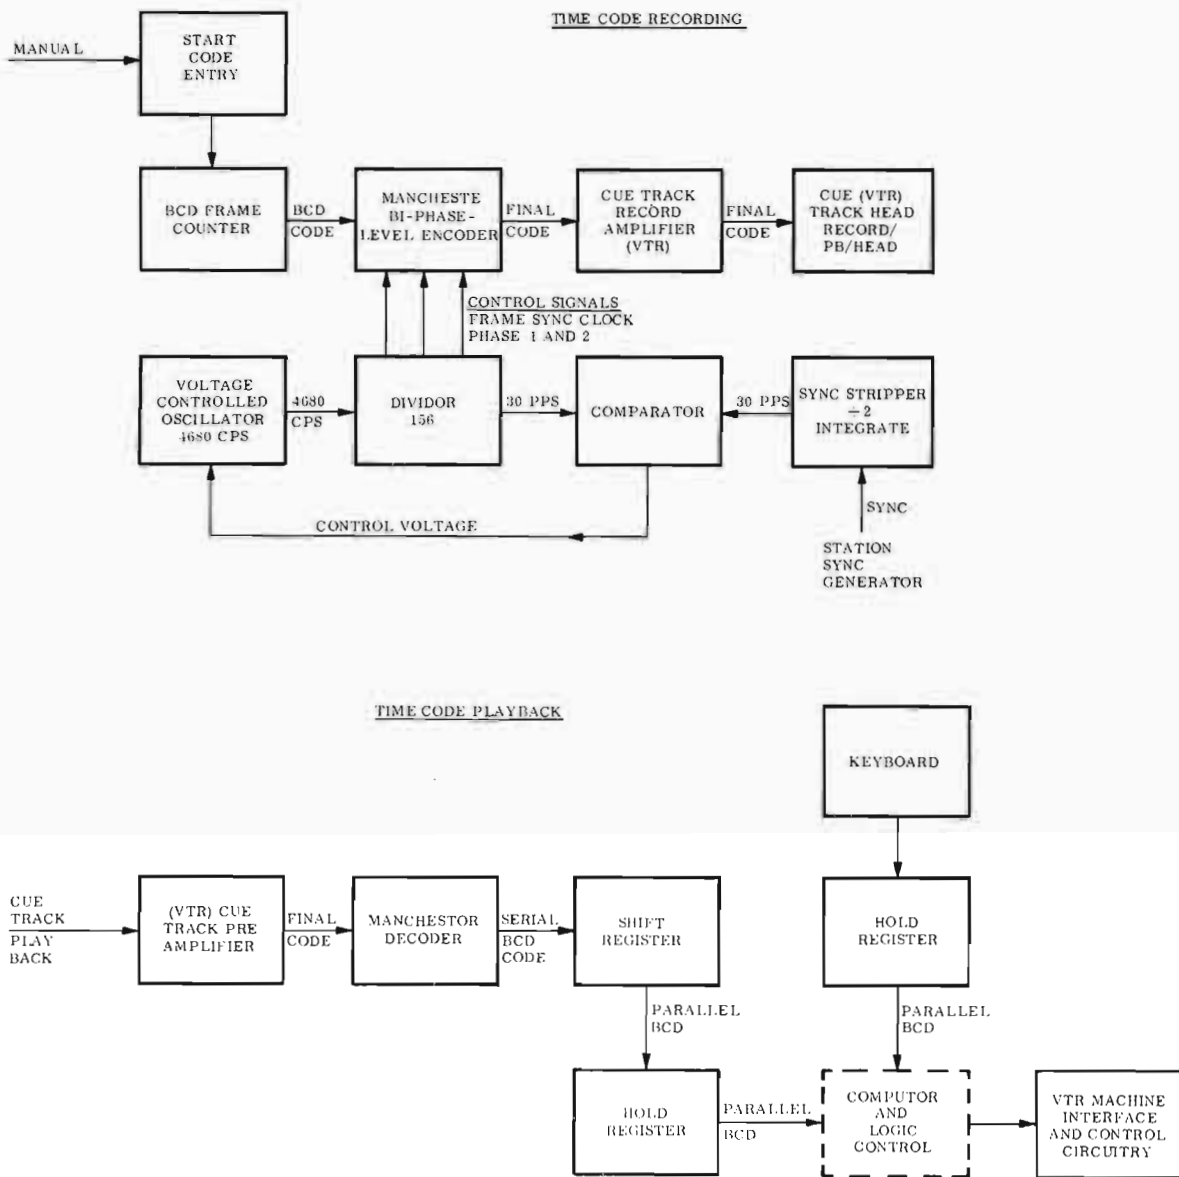 TIME CODE RECORDING
MANUAL
START
CODE
ENTRY
BCD FRAME
COUNTER
BCD
CODE
MANCHESTE
BI-PHASE-
LEVEL ENCODER
FINAL
CODE
CUE TRACK
RECORD
AMPLIFIER
(VTR)
FINAL
CODE
CUE (VTR)
TRACK HEAD
RECORD/
PB/HEAD
CONTROL SIGNALS
FRAME SYNC CLOCK
PHASE 1 AND 2
VOLTAGE
CONTROLLED
OSCILLATOR
4680 CPS
4680
CPS
DIVIDOR
156
30 PPS
COMPARATOR
30 PPS
SYNC STRIPPER
÷2
INTEGRATE
CONTROL VOLTAGE
SYNC
STATION
SYNC
GENERATOR
TIME CODE PLAYBACK
KEYBOARD
CUE
TRACK
PLAY
BACK
(VTR) CUE
TRACK PRE
AMPLIFIER
FINAL
CODE
MANCHESTOR
DECODER
SERIAL
BCD
CODE
SHIFT
REGISTER
HOLD
REGISTER
PARALLEL
BCD
PARALLEL
BCD
HOLD
REGISTER
PARALLEL
BCD
COMPUTOR
AND
LOGIC
CONTROL
VTR MACHINE
INTERFACE
AND CONTROL
CIRCUITRY